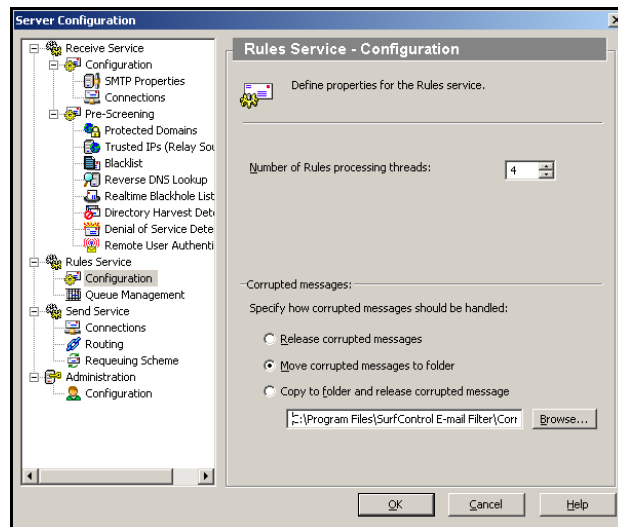 Server Configuration
Receive Service
Configuration
SMTP Properties
Connections
Pre-Screening
Protected Domains
Trusted IPs (Relay Sou
Blacklist
Reverse DNS Lookup
Realtime Blackhole List
Directory Harvest Det
Denial of Service Dete
Remote User Authenti
Rules Service
Configuration
Queue Management
Send Service
Connections
Routing
Requeuing Scheme
Administration
Configuration
Rules Service - Configuration
Define properties for the Rules service.
Number of Rules processing threads:
4
Corrupted messages:
Specify how corrupted messages should be handled:
Release corrupted messages
Move corrupted messages to folder
Copy to folder and release corrupted message
:\Program Files\SurfControl E-mail Filter\Corr
Browse...
OK
Cancel
Help